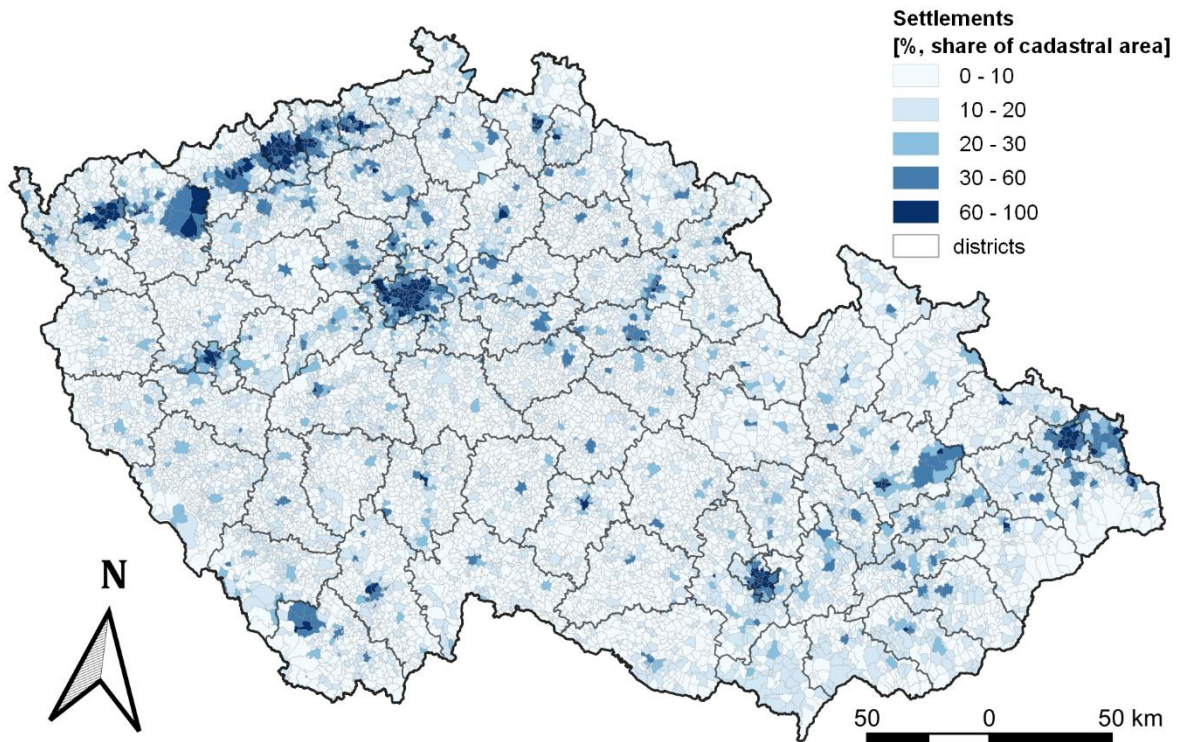 Settlements
[%, share of cadastral area]
0 - 10
10 - 20
20 - 30
30 - 60
60 - 100
districts
N
50 0 50 km